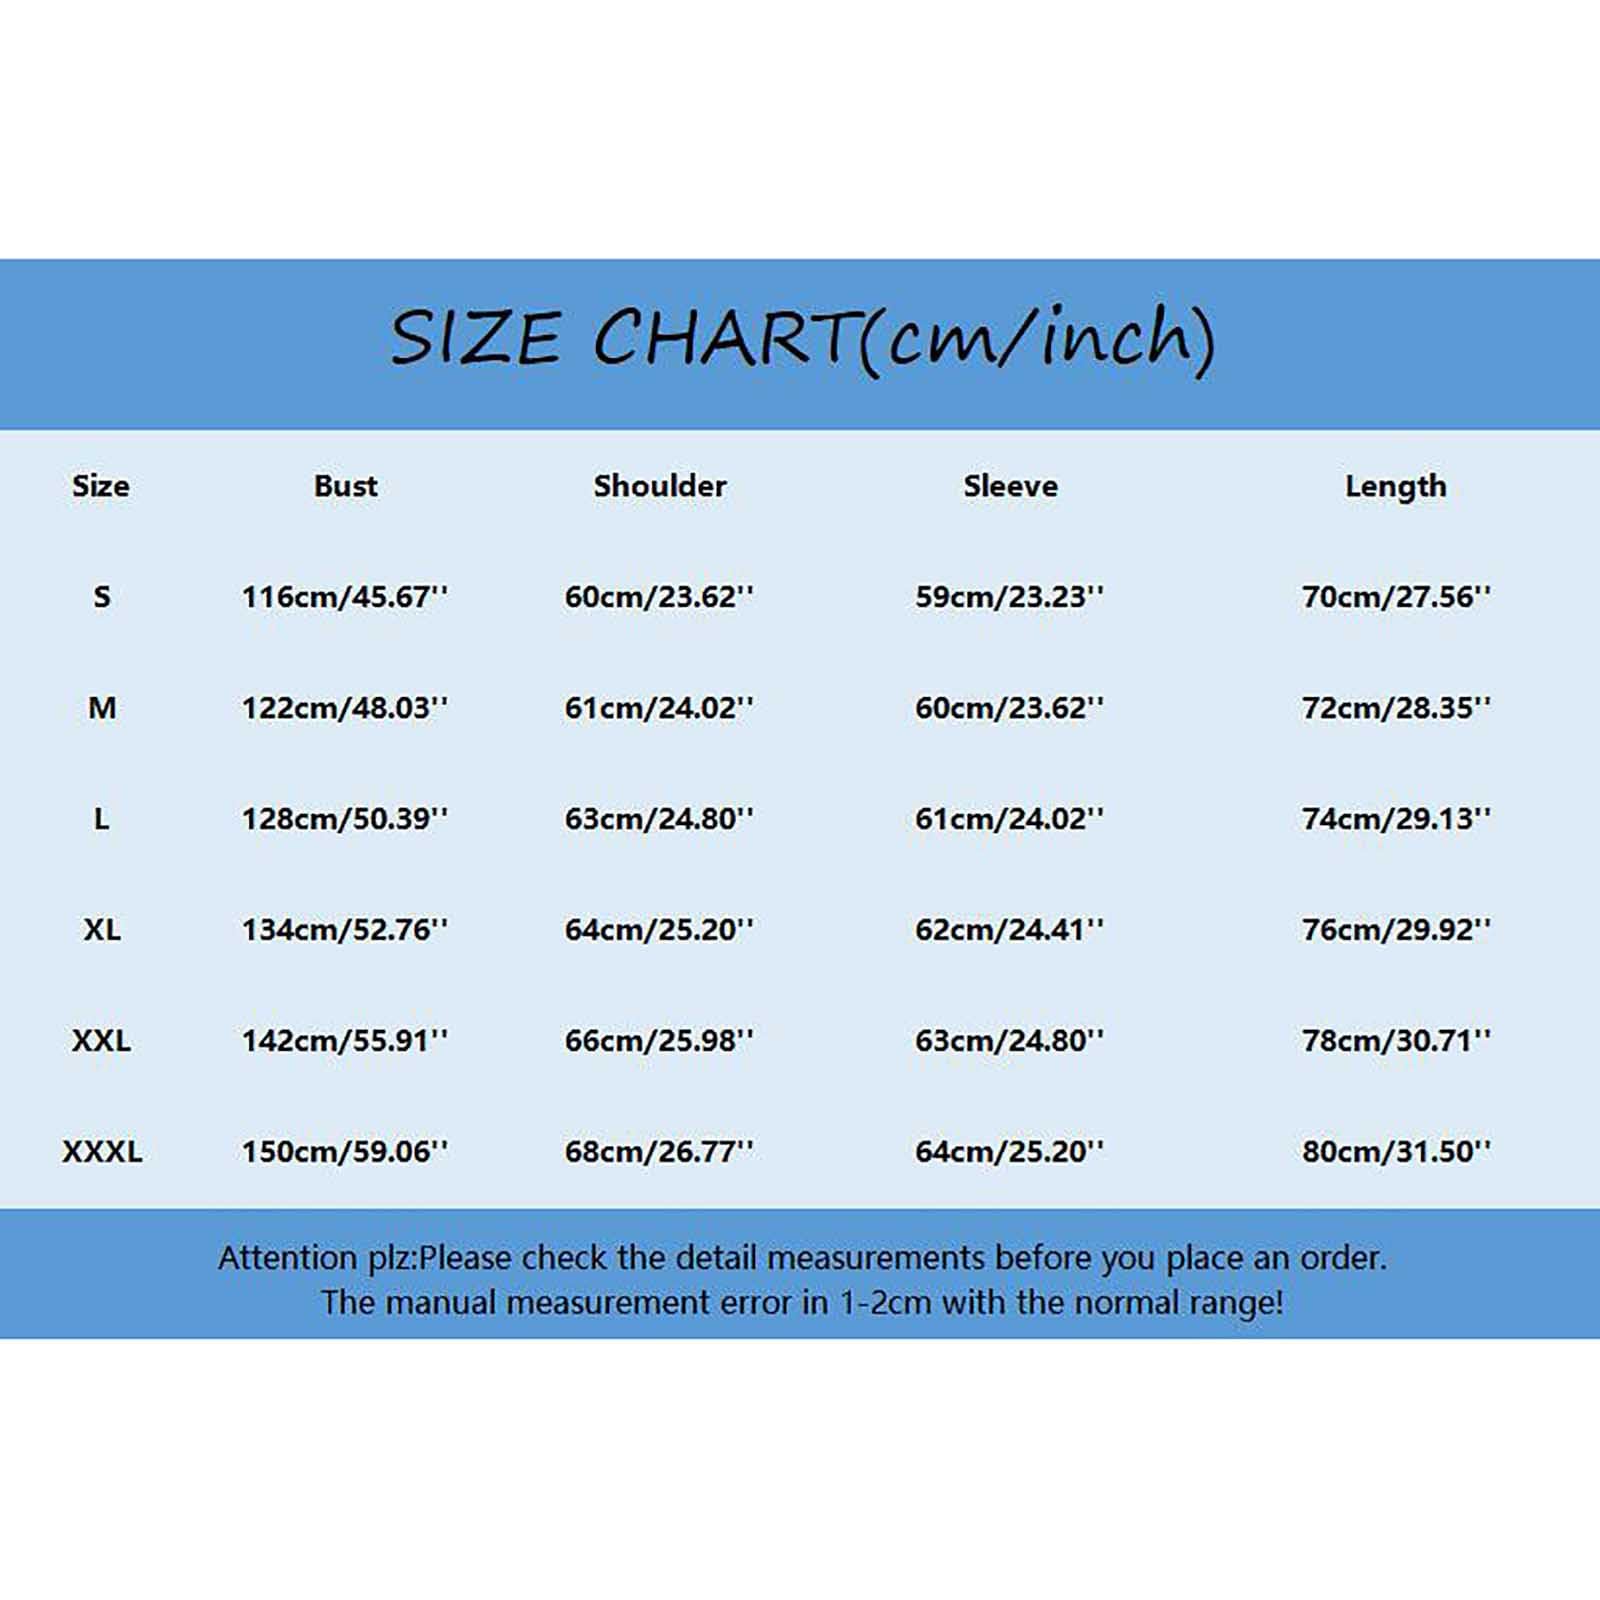 SIZE CHART(cm/inch)
Size Bust Shoulder Sleeve Length
S 116cm/45.67'' 60cm/23.62'' 59cm/23.23'' 70cm/27.56''
M 122cm/48.03'' 61cm/24.02'' 60cm/23.62'' 72cm/28.35''
L 128cm/50.39'' 63cm/24.80'' 61cm/24.02'' 74cm/29.13''
XL 134cm/52.76'' 64cm/25.20'' 62cm/24.41'' 76cm/29.92''
XXL 142cm/55.91'' 66cm/25.98'' 63cm/24.80'' 78cm/30.71''
XXXL 150cm/59.06'' 68cm/26.77'' 64cm/25.20'' 80cm/31.50''
Attention plz:Please check the detail measurements before you place an order.
The manual measurement error in 1-2cm with the normal range!